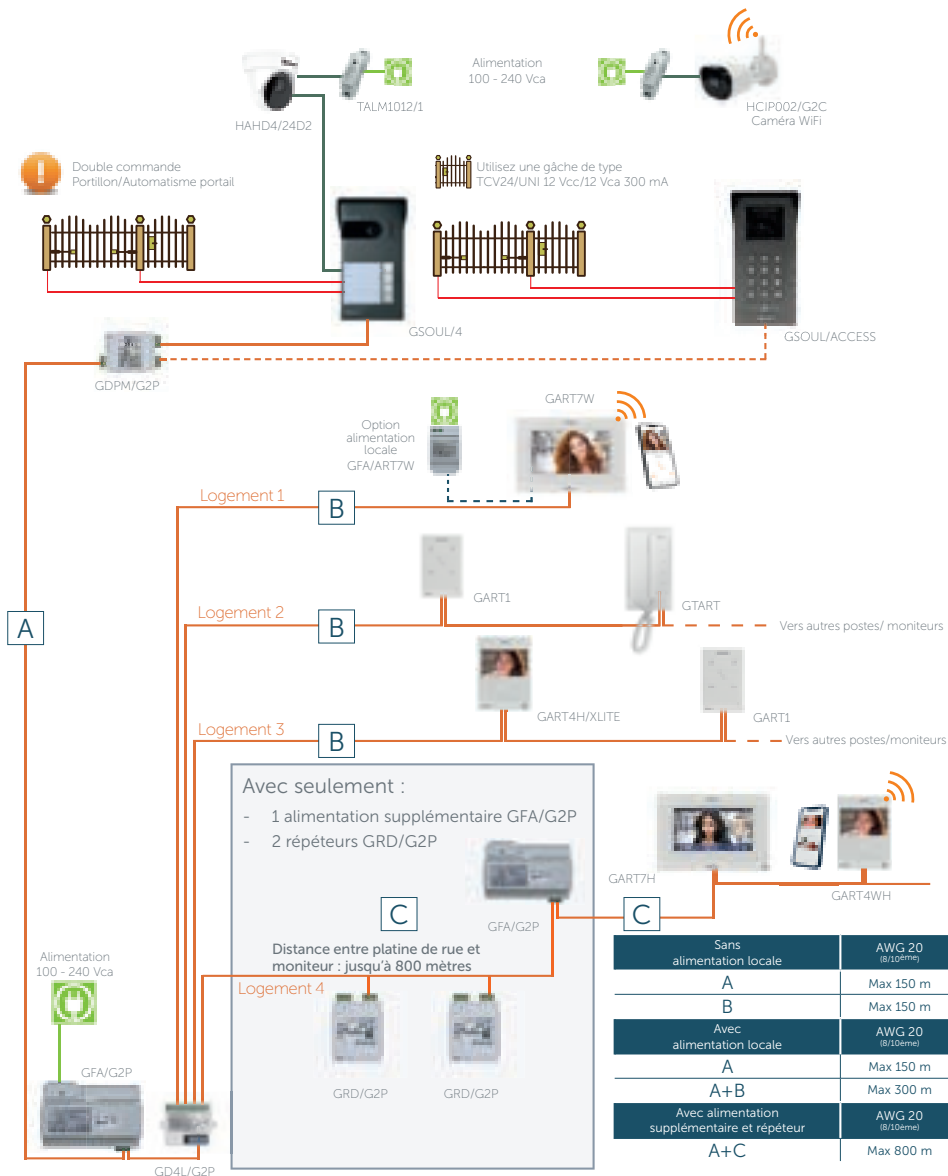 Alimentation
100 - 240 Vca
TALM1012/1
HAHD4/24D2
HCIP002/G2C
Caméra WiFi
Double commande
Portillon/Automatisme portail
Utilisez une gâche de type
TCV24/UNI 12 Vcc/12 Vca 300 mA
GSOUL/4
GSOUL/ACCESS
GDPM/G2P
GART7W
Option
alimentation
locale
GFA/ART7W
Logement 1
B
GART1
GTART
A
Logement 2
B
Vers autres postes/ moniteurs
GART4H/XLITE
GART1
Logement 3
B
Vers autres postes/moniteurs
Avec seulement :
- 1 alimentation supplémentaire GFA/G2P
- 2 répéteurs GRD/G2P
GART7H
GART4WH
C
C
GFA/G2P
Distance entre platine de rue et
moniteur : jusqu'à 800 mètres
Logement 4
Alimentation
100 - 240 Vca
GFA/G2P
GRD/G2P
GRD/G2P
GD4L/G2P
Sans
alimentation locale
AWG 20
(8/10ème)
A
Max 150 m
B
Max 150 m
Avec
alimentation locale
AWG 20
(8/10ème)
A
Max 150 m
A+B
Max 300 m
Avec alimentation
supplémentaire et répéteur
AWG 20
(8/10ème)
A+C
Max 800 m